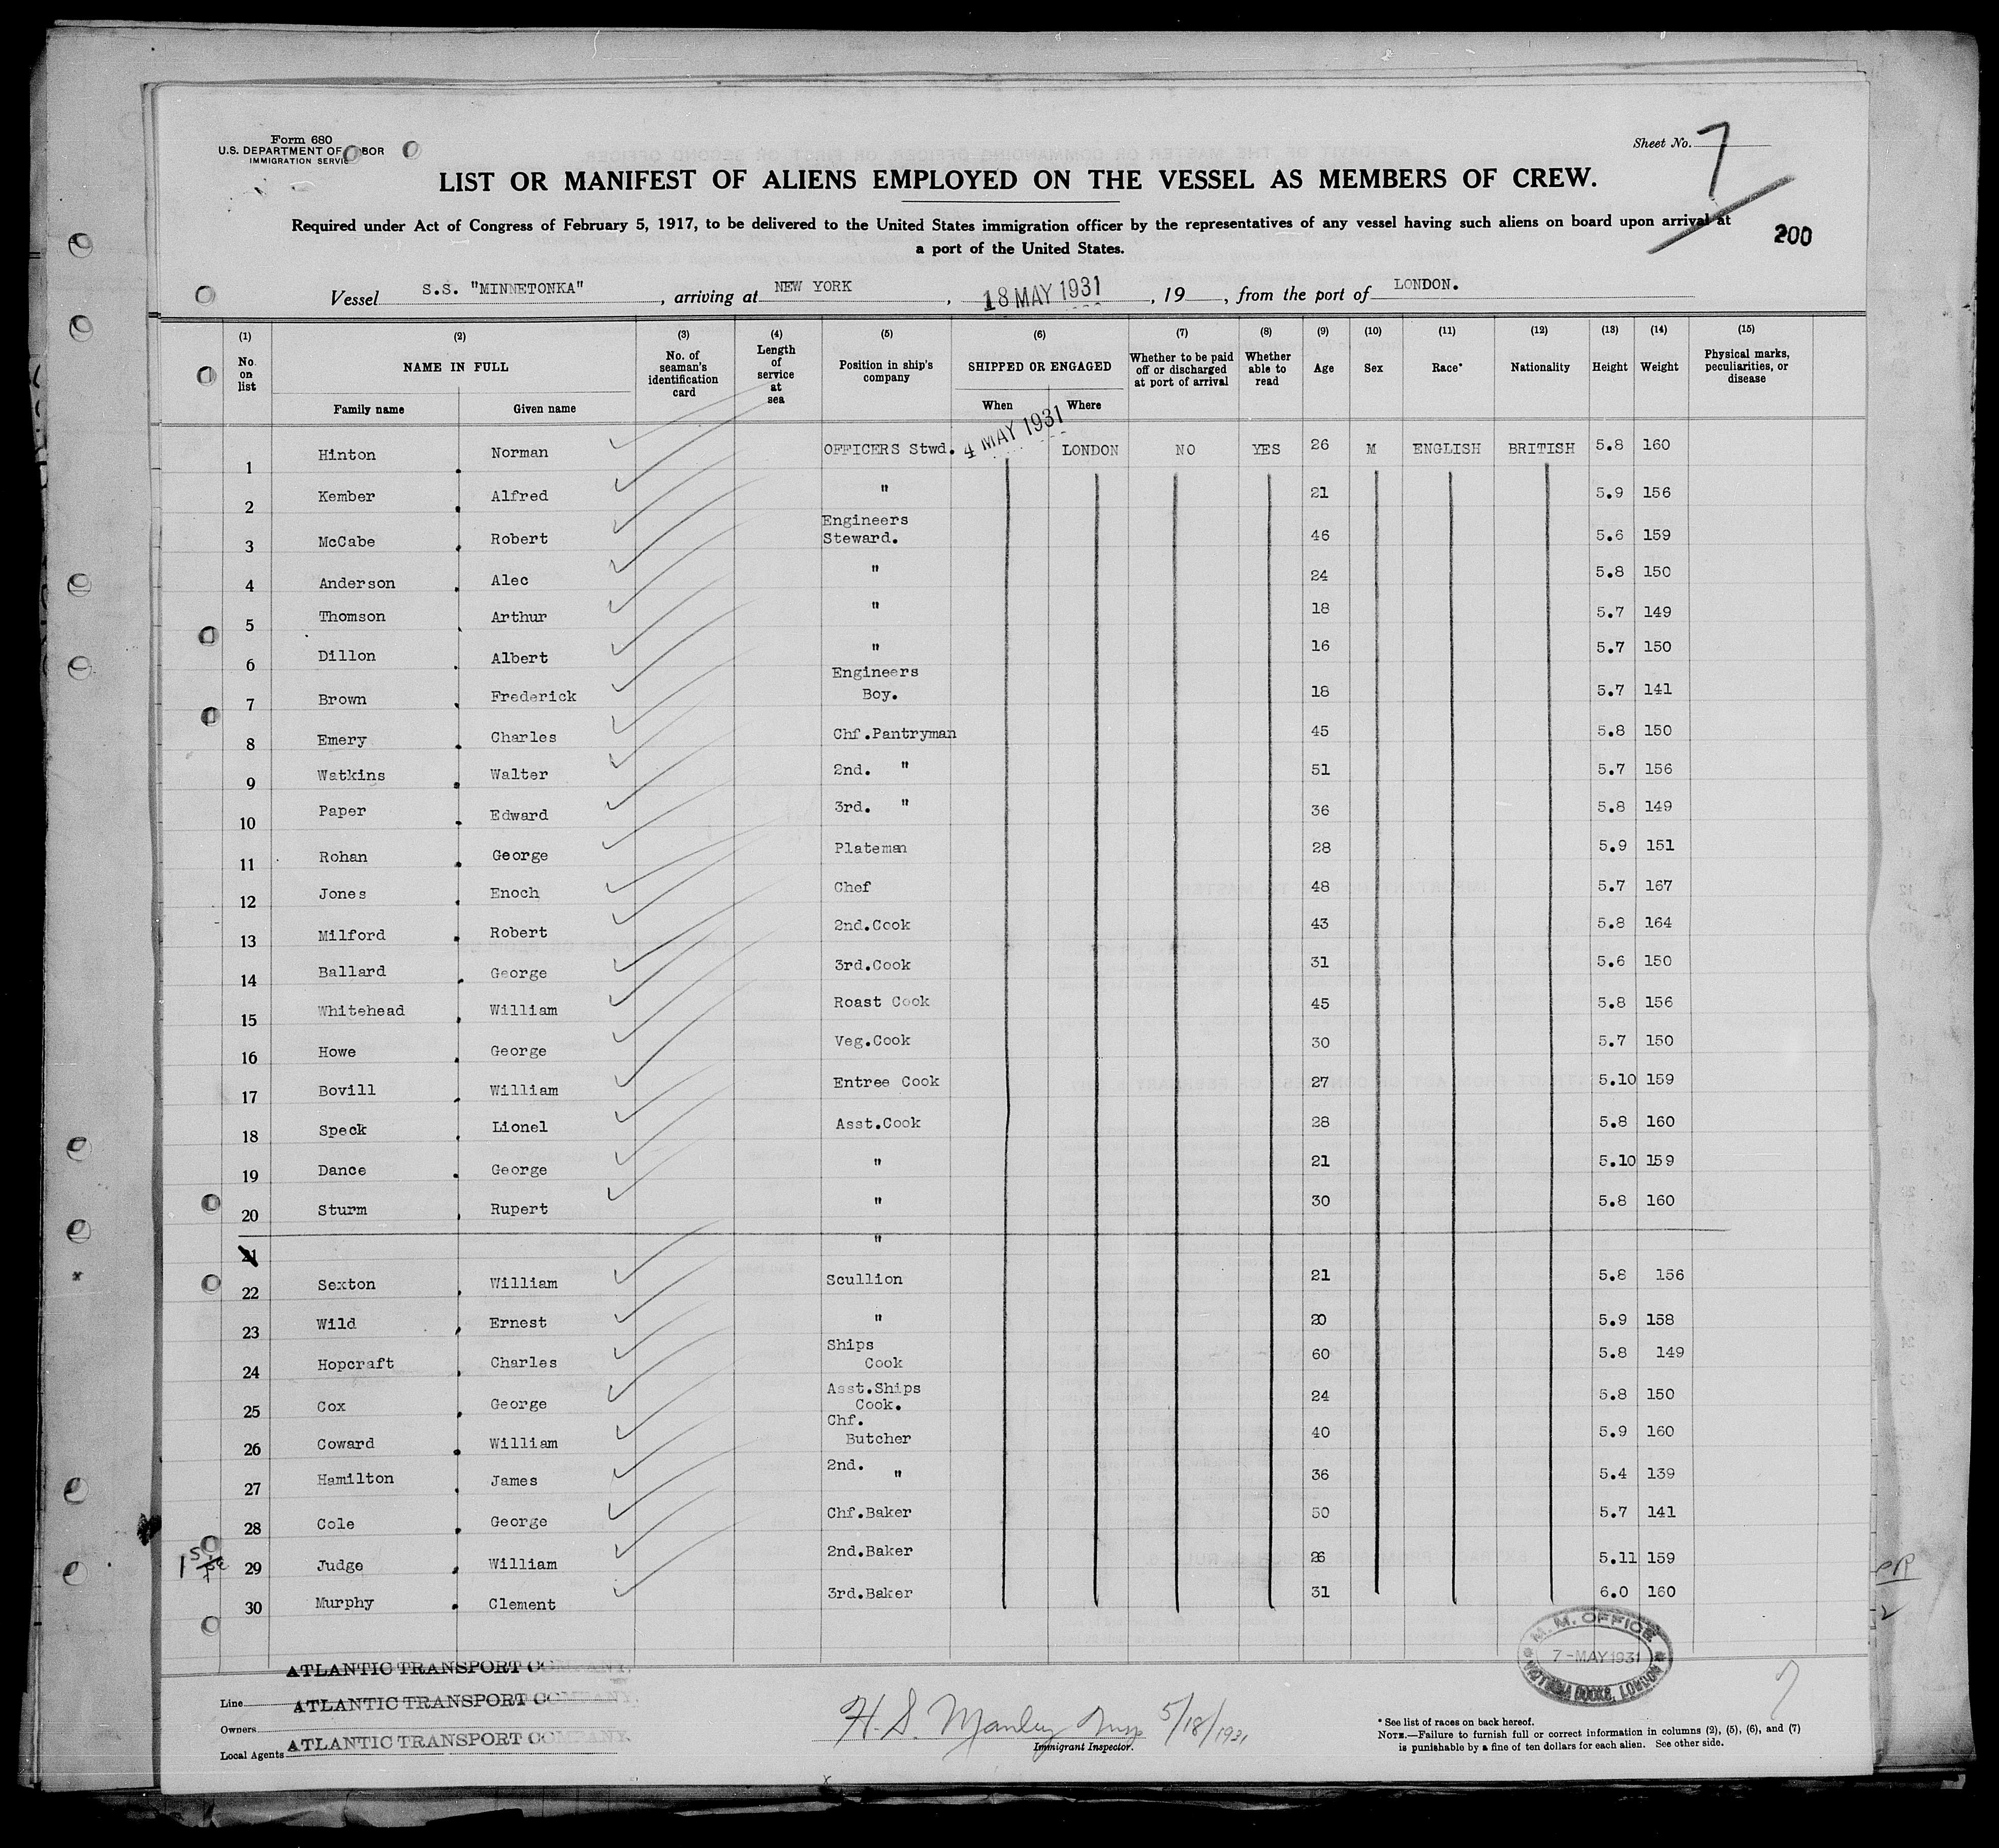 Form 680
U.S. DEPARTMENT OF LABOR
IMMIGRATION SERVICE
Sheet No. 7
LIST OR MANIFEST OF ALIENS EMPLOYED ON THE VESSEL AS MEMBERS OF CREW.
Required under Act of Congress of February 5, 1917, to be delivered to the United States immigration officer by the representatives of any vessel having such aliens on board upon arrival at
a port of the United States.
200
Vessel S.S. "MINNETONKA", arriving at NEW YORK, 18 MAY 1931, 19, from the port of LONDON.
(1) No. on list (2) NAME IN FULL Family name Given name (3) No. of seaman's identification card (4) Length of service at sea (5) Position in ship's company (6) SHIPPED OR ENGAGED When Where (7) Whether to be paid off or discharged at port of arrival (8) Whether able to read (9) Age (10) Sex (11) Race* (12) Nationality (13) Height (14) Weight (15) Physical marks, peculiarities, or disease
1 Hinton Norman OFFICERS Stwd. 4 MAY 1931 LONDON NO YES 26 M ENGLISH BRITISH 5.8 160
2 Kember Alfred " 21 5.9 156
3 McCabe Robert Engineers Steward. 46 5.6 159
4 Anderson Alec " 24 5.8 150
5 Thomson Arthur " 18 5.7 149
6 Dillon Albert " 16 5.7 150
7 Brown Frederick Engineers Boy. 18 5.7 141
8 Emery Charles Chf.Pantryman 45 5.8 150
9 Watkins Walter 2nd. " 51 5.7 156
10 Paper Edward 3rd. " 36 5.8 149
11 Rohan George Plateman 28 5.9 151
12 Jones Enoch Chef 48 5.7 167
13 Milford Robert 2nd.Cook 43 5.8 164
14 Ballard George 3rd.Cook 31 5.6 150
15 Whitehead William Roast Cook 45 5.8 156
16 Howe George Veg.Cook 30 5.7 150
17 Bovill William Entree Cook 27 5.10 159
18 Speck Lionel Asst.Cook 28 5.8 160
19 Dance George " 21 5.10 159
20 Sturm Rupert " 30 5.8 160
21 "
22 Sexton William Scullion 21 5.8 156
23 Wild Ernest " 20 5.9 158
24 Hopcraft Charles Ships Cook 60 5.8 149
25 Cox George Asst.Ships Cook. 24 5.8 150
26 Coward William Chf. Butcher 40 5.9 160
27 Hamilton James 2nd. " 36 5.4 139
28 Cole George Chf.Baker 50 5.7 141
29 Judge William 2nd.Baker 26 5.11 159
30 Murphy Clement 3rd.Baker 31 6.0 160
M. M. OFFICE
7 - MAY 1931
VICTORIA DOCKS, LONDON
ATLANTIC TRANSPORT COMPANY.
Line ATLANTIC TRANSPORT COMPANY.
Owners
Local Agents ATLANTIC TRANSPORT COMPANY.
H. S. Manley Insp 5/18/1931
Immigrant Inspector.
* See list of races on back hereof.
NOTE.—Failure to furnish full or correct information in columns (2), (5), (6), and (7)
is punishable by a fine of ten dollars for each alien. See other side.